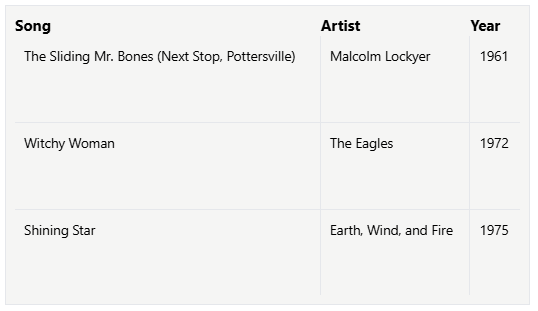 Song Artist Year
The Sliding Mr. Bones (Next Stop, Pottersville) Malcolm Lockyer 1961
Witchy Woman The Eagles 1972
Shining Star Earth, Wind, and Fire 1975